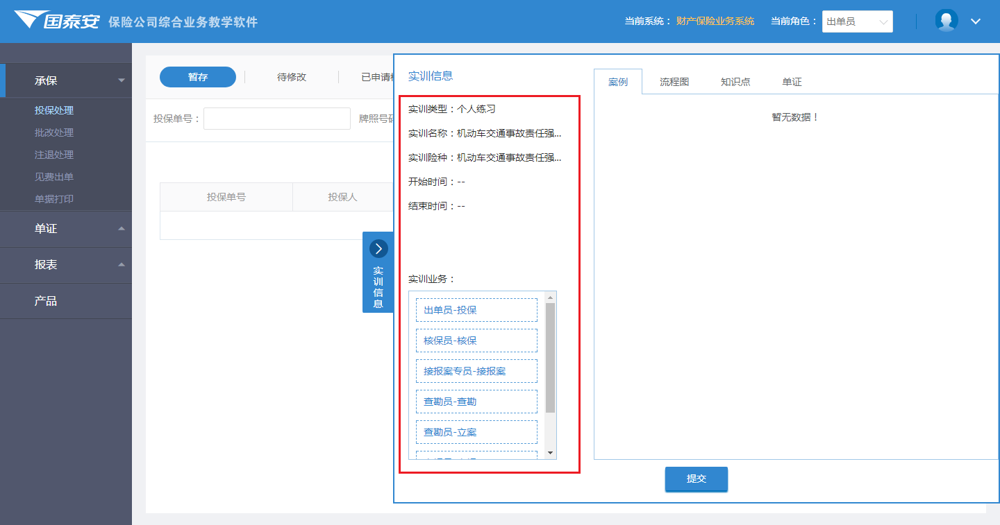 国泰安 保险公司综合业务教学软件
当前系统： 财产保险业务系统 当前角色： 出单员
承保
投保处理
批改处理
注退处理
见费出单
单据打印
单证
报表
产品
暂存 待修改 已申请
投保单号：
牌照号码
投保单号 投保人
实训信息
实训信息
实训类型：个人练习
实训名称：机动车交通事故责任强...
实训险种：机动车交通事故责任强...
开始时间：--
结束时间：--
实训业务：
出单员-投保
核保员-核保
接报案专员-接报案
查勘员-查勘
查勘员-立案
案例 流程图 知识点 单证
暂无数据！
提交